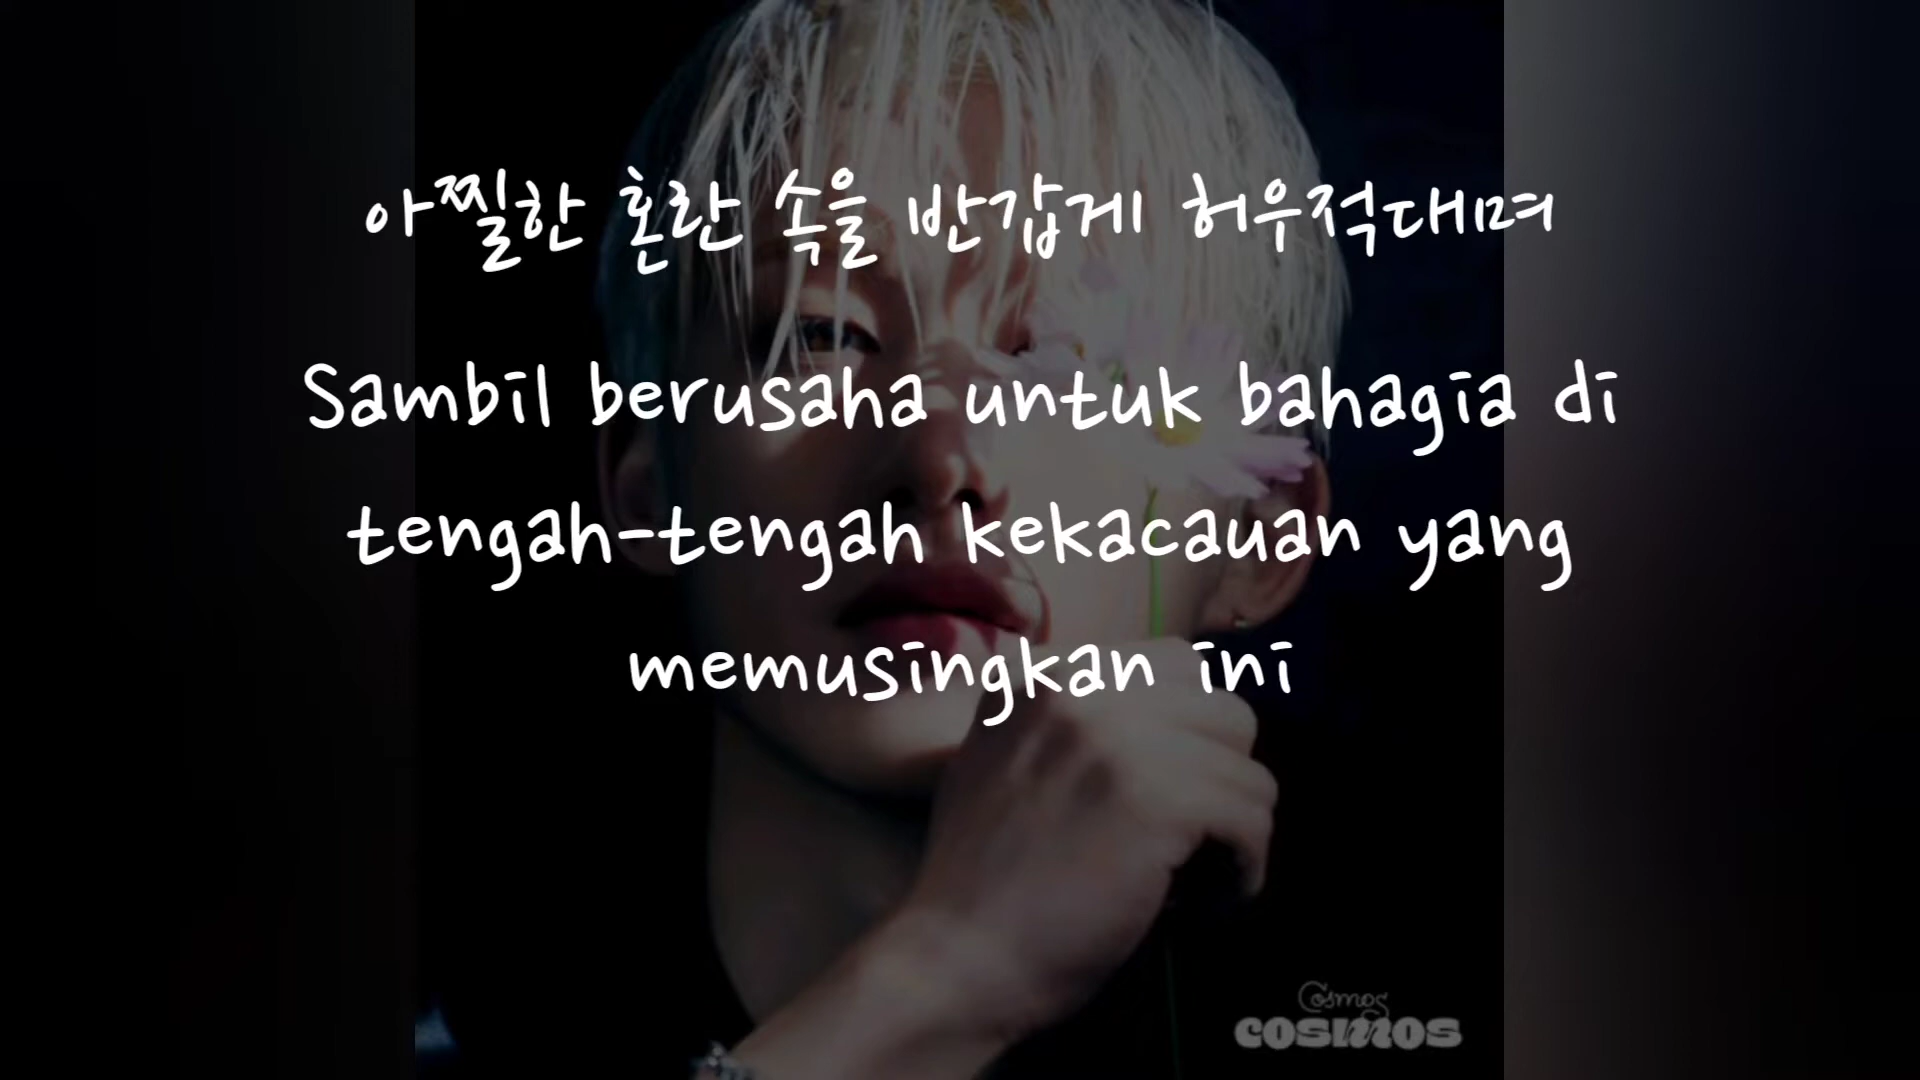 아찔한 혼란 속을 반갑게 허우적대며
Sambil berusaha untuk bahagia di
tengah-tengah kekacauan yang
memusingkan ini
Cosmos
COSMOS